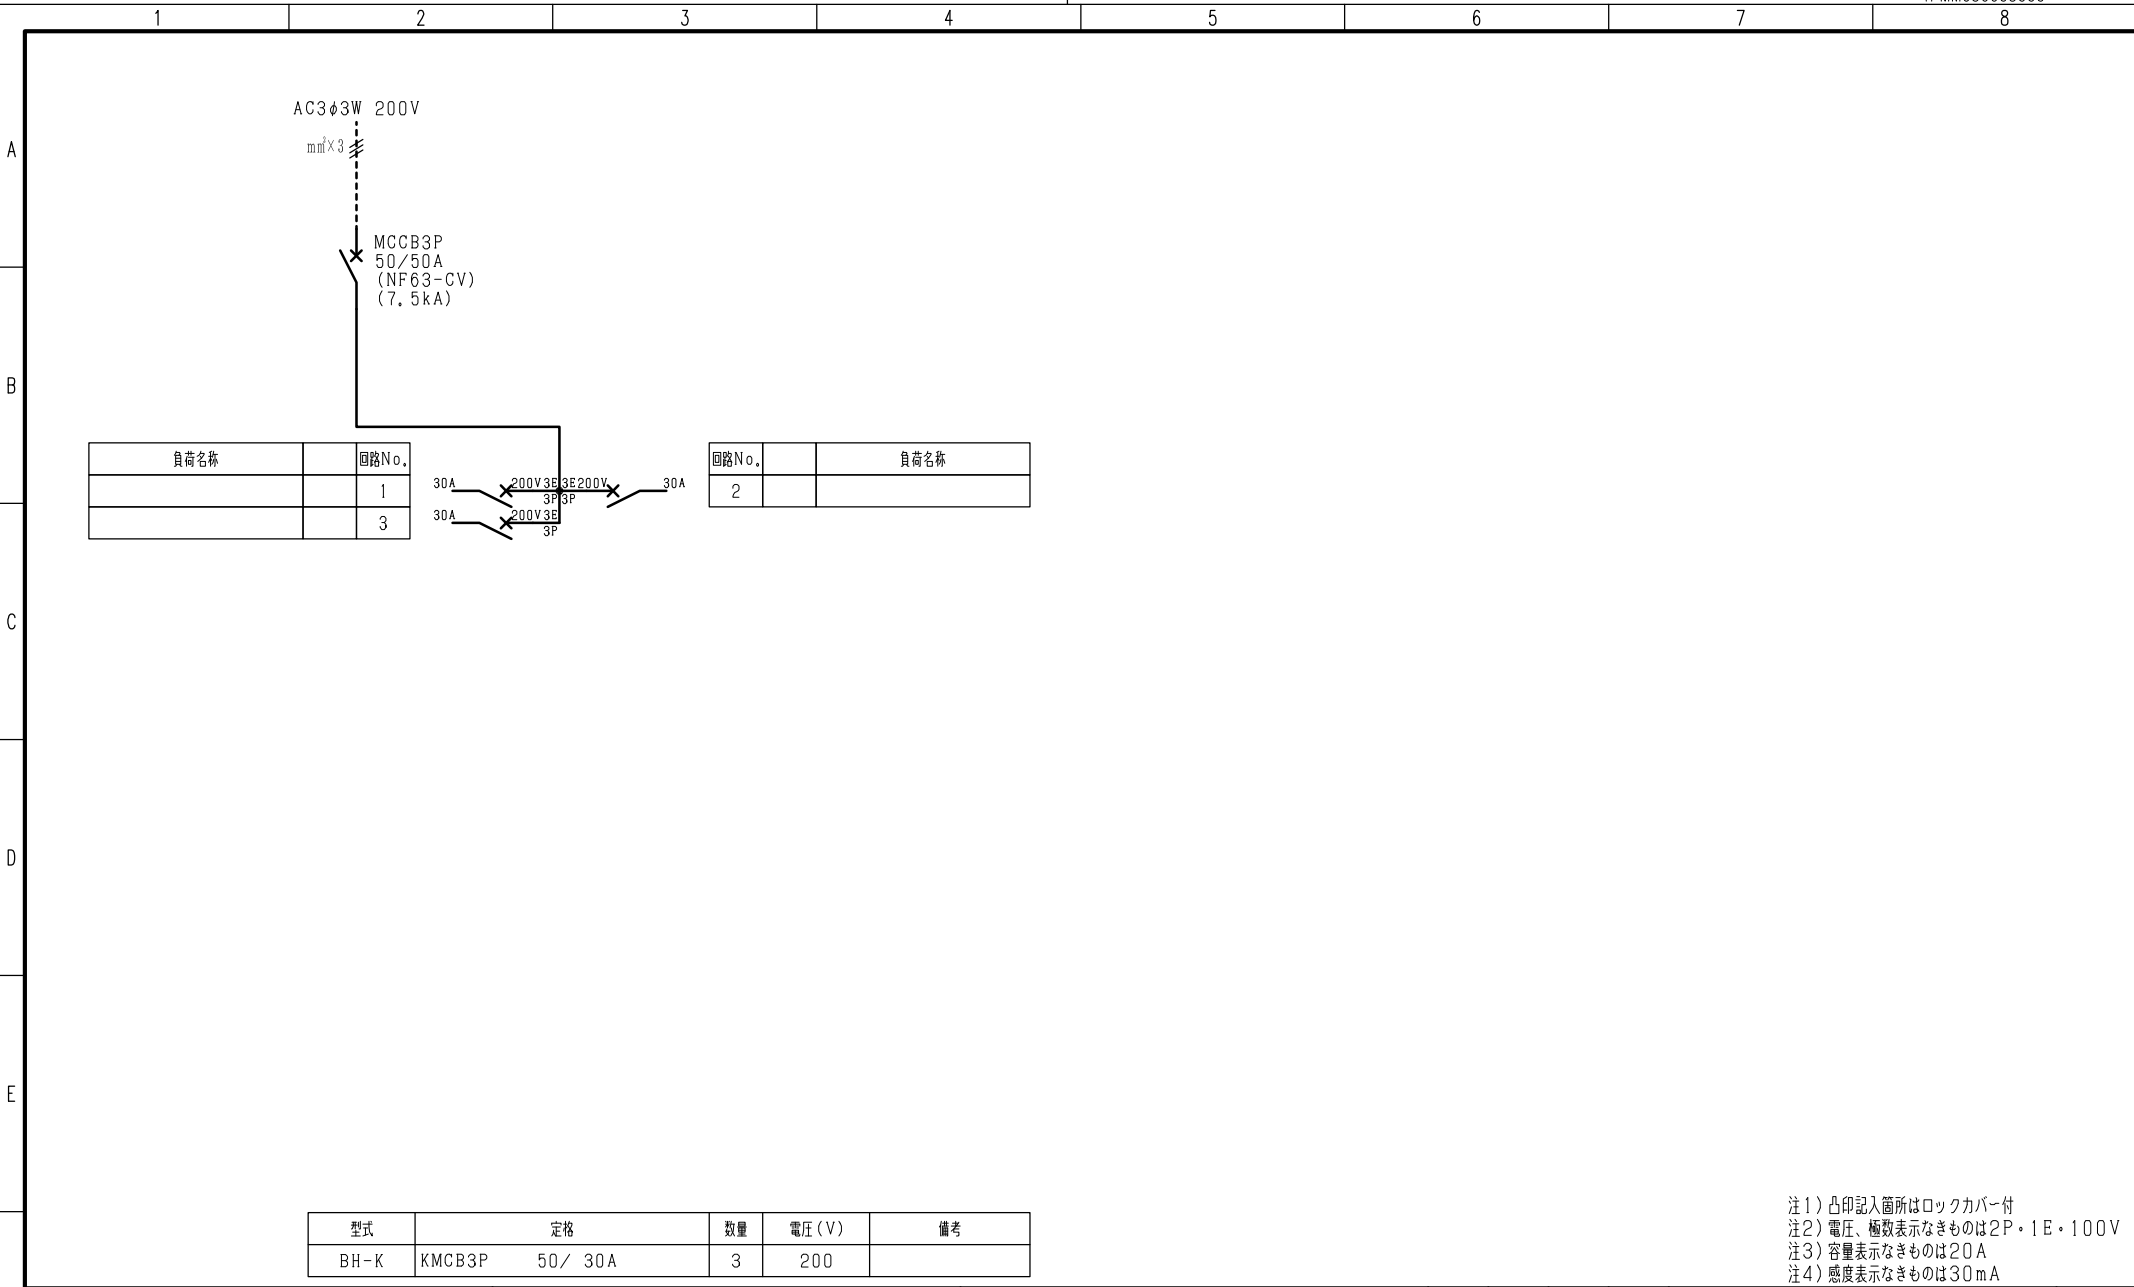 1 2 3 4 5 6 7 8
A
B
C
D
E
AC3φ3W 200V
mm²×3
MCCB3P
50/50A
(NF63-CV)
(7.5kA)
負荷名称 回路No.
1
3
30A 200V 3E 3E 200V 30A
3P 3P
30A 200V 3E
3P
回路No. 負荷名称
2
型式 定格 数量 電圧(V) 備考
BH-K KMCB3P 50/ 30A 3 200
注1)凸印記入箇所はロックカバー付
注2)電圧、極数表示なきものは2P・1E・100V
注3)容量表示なきものは20A
注4)感度表示なきものは30mA